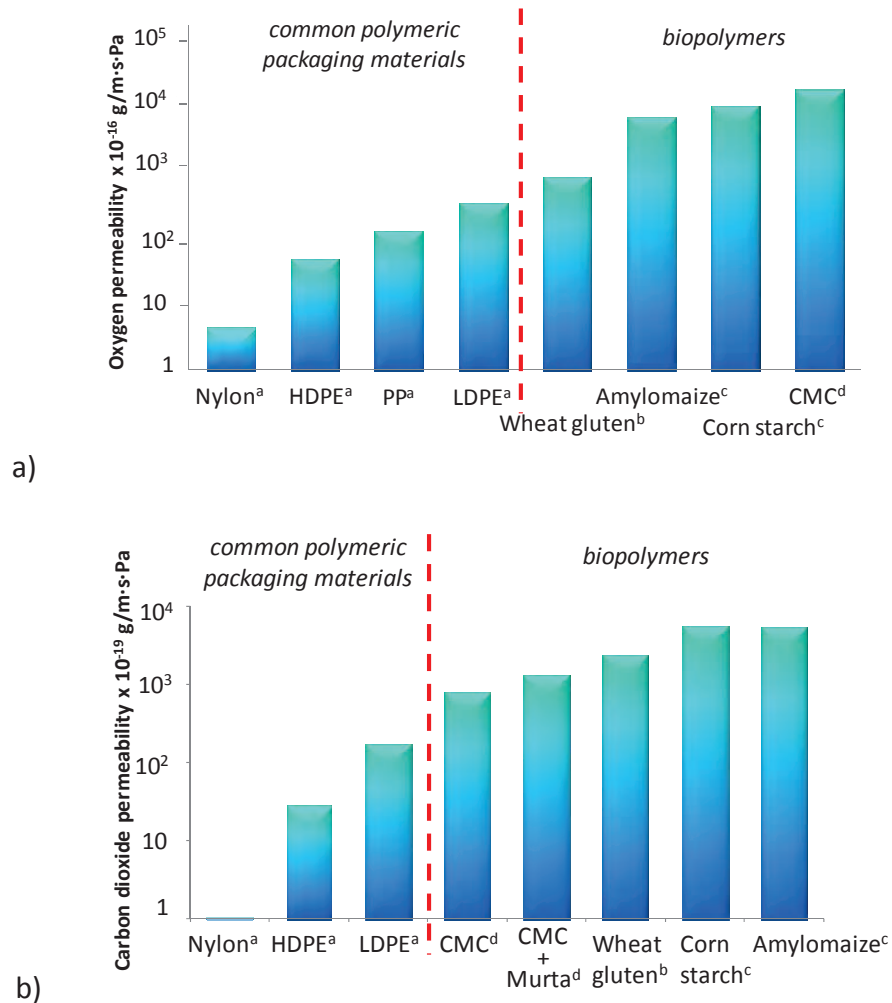 common polymeric
packaging materials
biopolymers
Oxygen permeability x 10⁻¹⁶ g/m·s·Pa
10⁵
10⁴
10³
10²
10
1
Nylonᵃ HDPEᵃ PPᵃ LDPEᵃ Amylomaizeᶜ CMCᵈ
Wheat glutenᵇ Corn starchᶜ
a)
common polymeric
packaging materials
biopolymers
Carbon dioxide permeability x 10⁻¹⁹ g/m·s·Pa
10⁴
10³
10²
10
1
Nylonᵃ HDPEᵃ LDPEᵃ CMCᵈ CMC Wheat Corn Amylomaizeᶜ
+ glutenᵇ starchᶜ
Murtaᵈ
b)